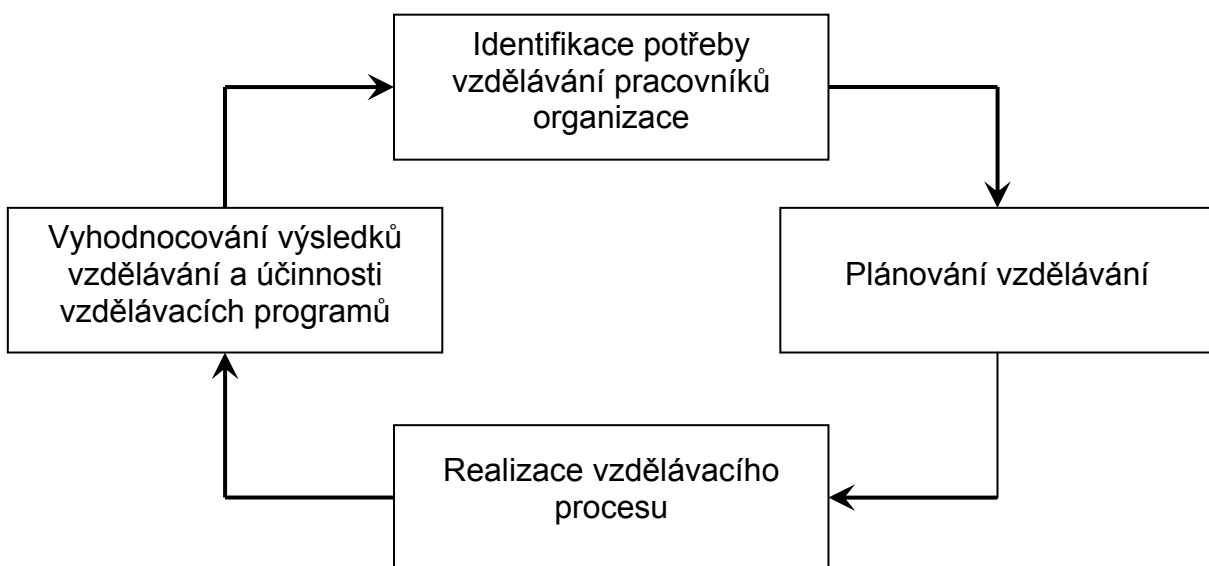 Identifikace potřeby
vzdělávání pracovníků
organizace
Vyhodnocování výsledků
vzdělávání a účinnosti
vzdělávacích programů
Plánování vzdělávání
Realizace vzdělávacího
procesu